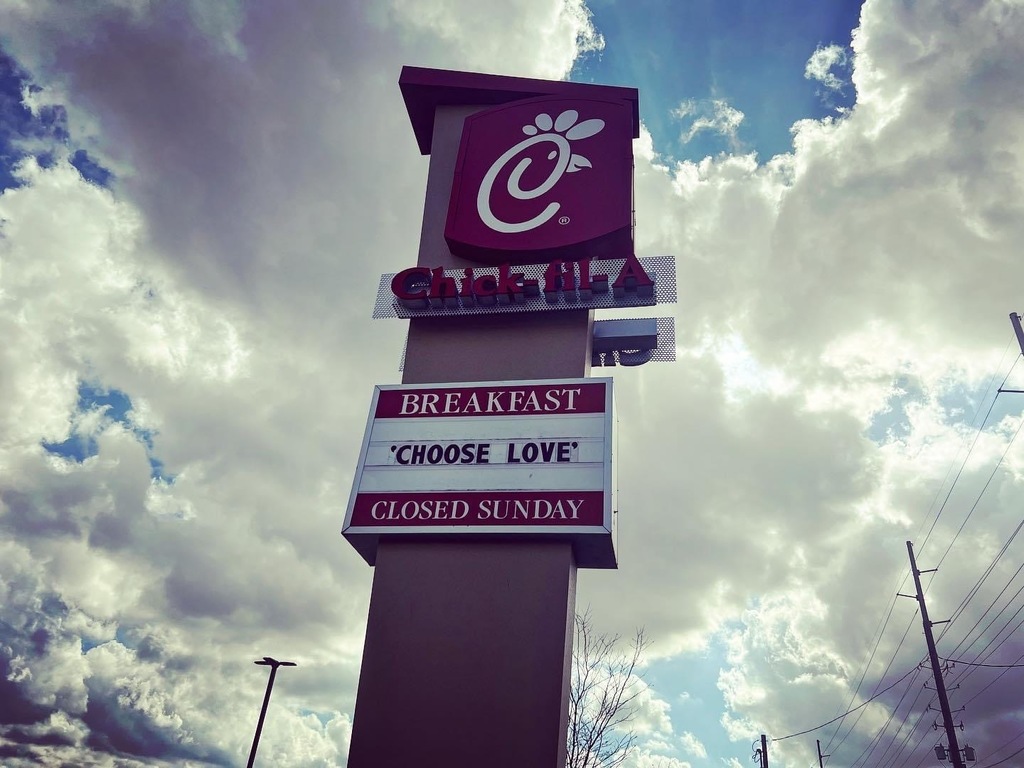 C
®
Chick-fil-A
BREAKFAST
'CHOOSE LOVE'
CLOSED SUNDAY